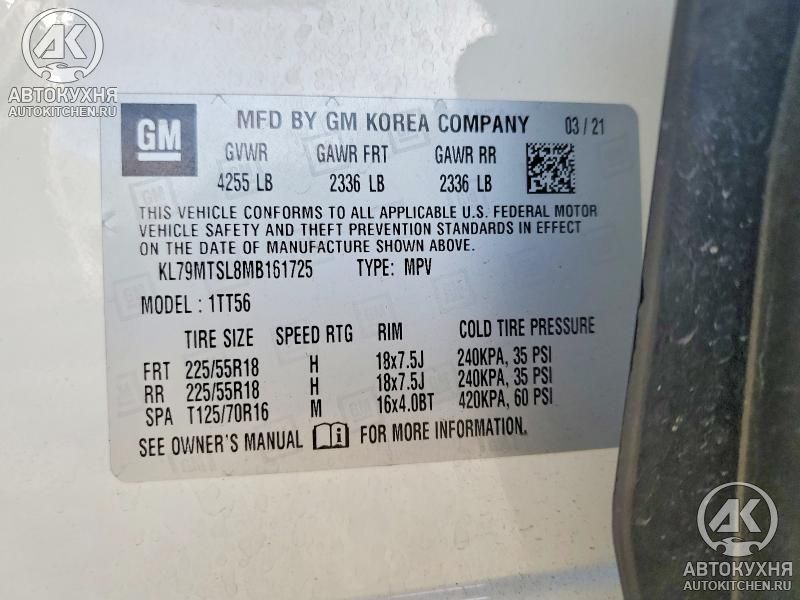 AK
АВТОКУХНЯ
AUTOKITCHEN.RU
GM
MFD BY GM KOREA COMPANY 03 / 21
GVWR GAWR FRT GAWR RR
4255 LB 2336 LB 2336 LB
THIS VEHICLE CONFORMS TO ALL APPLICABLE U.S. FEDERAL MOTOR
VEHICLE SAFETY AND THEFT PREVENTION STANDARDS IN EFFECT
ON THE DATE OF MANUFACTURE SHOWN ABOVE.
KL79MTSL8MB161725 TYPE: MPV
MODEL : 1TT56
TIRE SIZE SPEED RTG RIM COLD TIRE PRESSURE
FRT 225/55R18 H 18x7.5J 240KPA, 35 PSI
RR 225/55R18 H 18x7.5J 240KPA, 35 PSI
SPA T125/70R16 M 16x4.0BT 420KPA, 60 PSI
SEE OWNER'S MANUAL FOR MORE INFORMATION.
AK
АВТОКУХНЯ
AUTOKITCHEN.RU